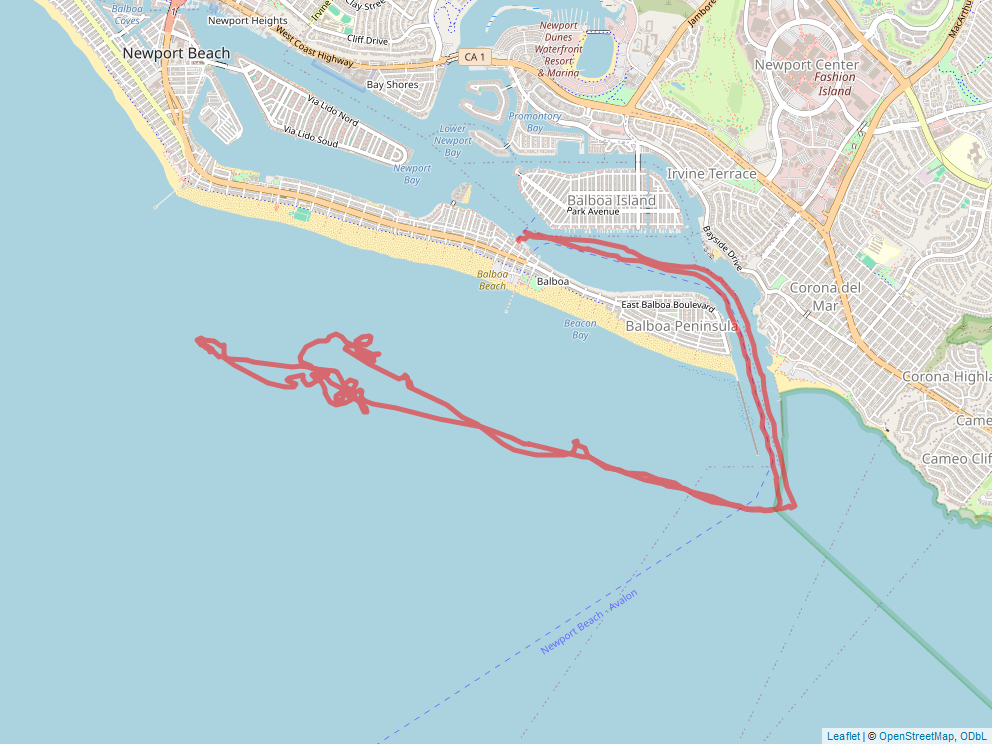 Balboa
Coves
Newport Heights
Irvine
Clay Street
Cliff Drive
West Coast Highway
Newport Beach
CA 1
Bay Shores
Newport
Dunes
Waterfront
Resort
& Marina
Jambore
MacArthu
Newport Center
Fashion
Island
Via Lido Nord
Via Lido Soud
Lower
Newport
Bay
Promontory
Bay
Newport
Bay
Irvine Terrace
Balboa Island
Park Avenue
Bayside Drive
Balboa
Beach
Balboa
Corona del
Mar
East Balboa Boulevard
Beacon
Bay
Balboa Peninsula
Corona Highla
Came
Cameo Clif
Newport Beach - Avalon
Leaflet | © OpenStreetMap, ODbL